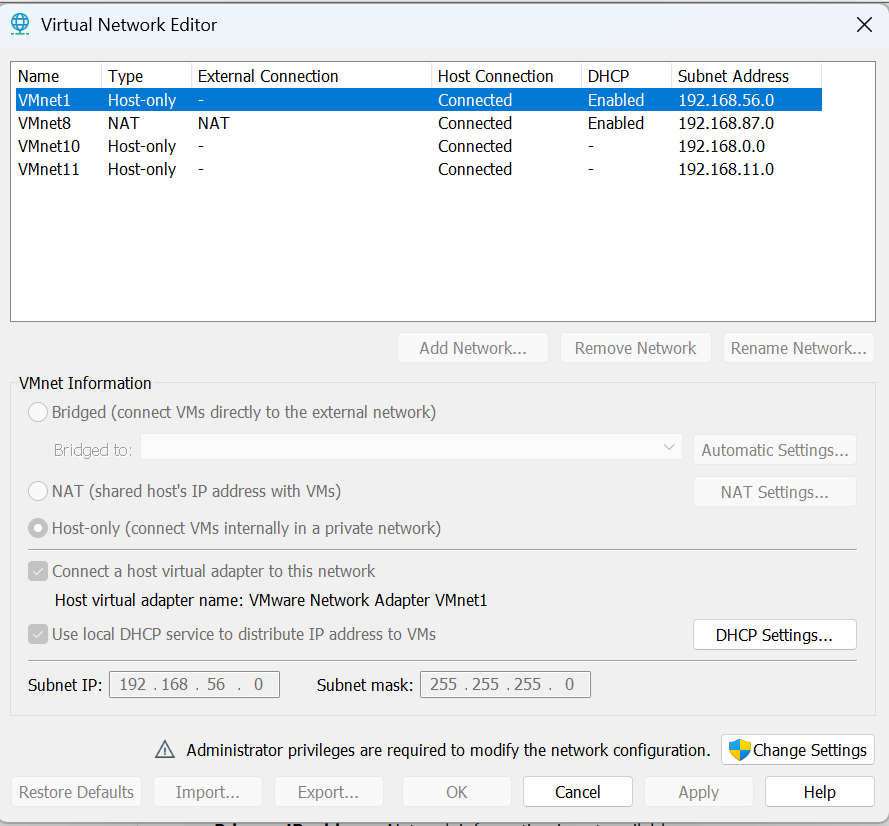 Virtual Network Editor
Name Type External Connection Host Connection DHCP Subnet Address
VMnet1 Host-only - Connected Enabled 192.168.56.0
VMnet8 NAT NAT Connected Enabled 192.168.87.0
VMnet10 Host-only - Connected - 192.168.0.0
VMnet11 Host-only - Connected - 192.168.11.0
Add Network... Remove Network Rename Network...
VMnet Information
Bridged (connect VMs directly to the external network)
Bridged to: Automatic Settings...
NAT (shared host's IP address with VMs) NAT Settings...
Host-only (connect VMs internally in a private network)
Connect a host virtual adapter to this network
Host virtual adapter name: VMware Network Adapter VMnet1
Use local DHCP service to distribute IP address to VMs DHCP Settings...
Subnet IP: 192 . 168 . 56 . 0 Subnet mask: 255 . 255 . 255 . 0
Administrator privileges are required to modify the network configuration. Change Settings
Restore Defaults Import... Export... OK Cancel Apply Help